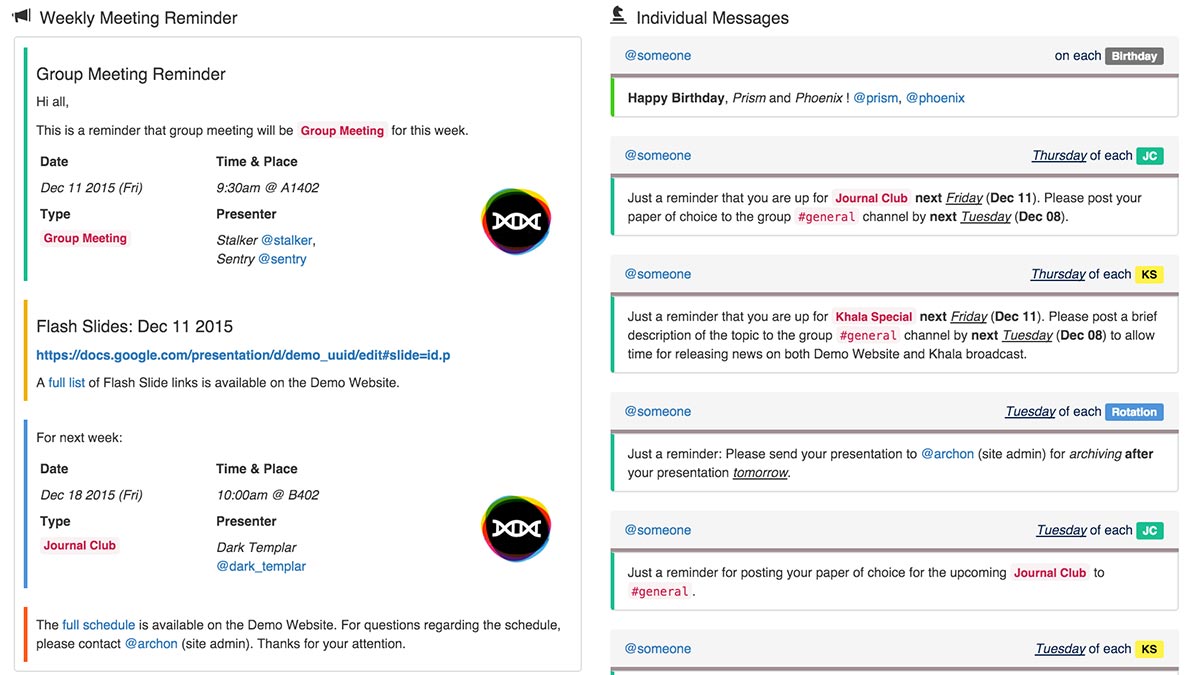 Weekly Meeting Reminder
Group Meeting Reminder
Hi all,
This is a reminder that group meeting will be Group Meeting for this week.
Date Time & Place
Dec 11 2015 (Fri) 9:30am @ A1402
Type Presenter
Group Meeting Stalker @stalker,
Sentry @sentry
Flash Slides: Dec 11 2015
https://docs.google.com/presentation/d/demo_uuid/edit#slide=id.p
A full list of Flash Slide links is available on the Demo Website.
For next week:
Date Time & Place
Dec 18 2015 (Fri) 10:00am @ B402
Type Presenter
Journal Club Dark Templar
@dark_templar
The full schedule is available on the Demo Website. For questions regarding the schedule,
please contact @archon (site admin). Thanks for your attention.
Individual Messages
@someone on each Birthday
Happy Birthday, Prism and Phoenix ! @prism, @phoenix
@someone Thursday of each JC
Just a reminder that you are up for Journal Club next Friday (Dec 11). Please post your
paper of choice to the group #general channel by next Tuesday (Dec 08).
@someone Thursday of each KS
Just a reminder that you are up for Khala Special next Friday (Dec 11). Please post a brief
description of the topic to the group #general channel by next Tuesday (Dec 08) to allow
time for releasing news on both Demo Website and Khala broadcast.
@someone Tuesday of each Rotation
Just a reminder: Please send your presentation to @archon (site admin) for archiving after
your presentation tomorrow.
@someone Tuesday of each JC
Just a reminder for posting your paper of choice for the upcoming Journal Club to
#general.
@someone Tuesday of each KS